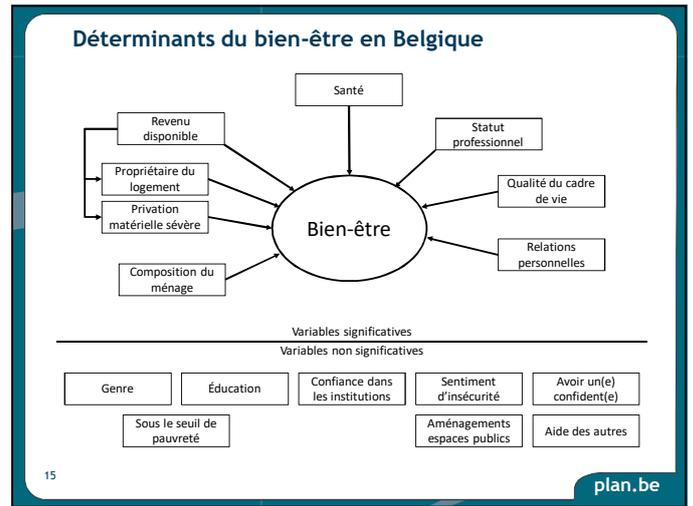 Déterminants du bien-être en Belgique
Santé
Revenu
disponible
Statut
professionnel
Propriétaire du
logement
Qualité du cadre
de vie
Privation
matérielle sévère
Bien-être
Relations
personnelles
Composition du
ménage
Variables significatives
Variables non significatives
Genre
Éducation
Confiance dans
les institutions
Sentiment
d'insécurité
Avoir un(e)
confident(e)
Sous le seuil de
pauvreté
Aménagements
espaces publics
Aide des autres
15
plan.be